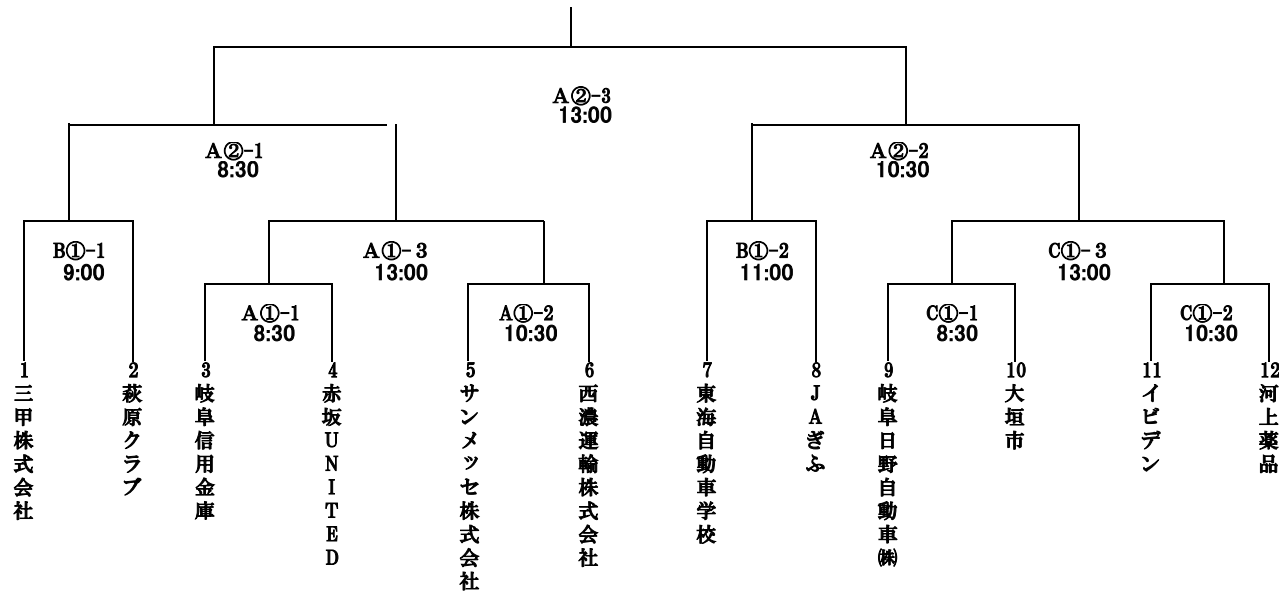 A②-3
13:00
A②-1
8:30
A②-2
10:30
B①-1
9:00
A①-3
13:00
B①-2
11:00
C①-3
13:00
A①-1
8:30
A①-2
10:30
C①-1
8:30
C①-2
10:30
1
三甲株式会社
2
萩原クラブ
3
岐阜信用金庫
4
赤坂UNITED
5
サンメッセ株式会社
6
西濃運輸株式会社
7
東海自動車学校
8
JAぎふ
9
岐阜日野自動車㈱
10
大垣市
11
イビデン
12
河上薬品